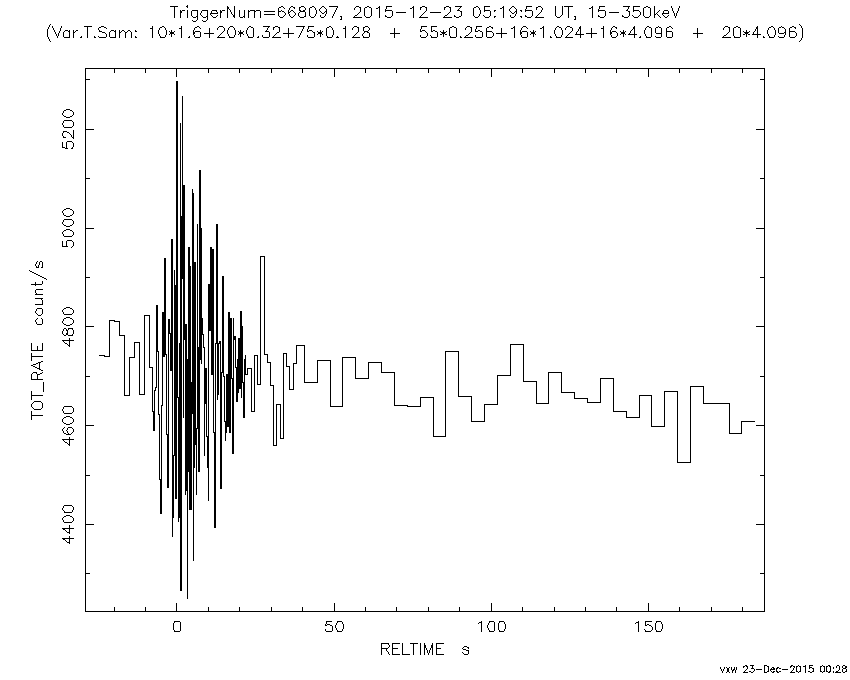 TriggerNum=668097, 2015-12-23 05:19:52 UT, 15-350keV
(Var.T.Sam: 10*1.6+20*0.32+75*0.128 + 55*0.256+16*1.024+16*4.096 + 20*4.096)
TOT_RATE count/s
5200
5000
4800
4600
4400
0 50 100 150
RELTIME s
vxw 23-Dec-2015 00:28